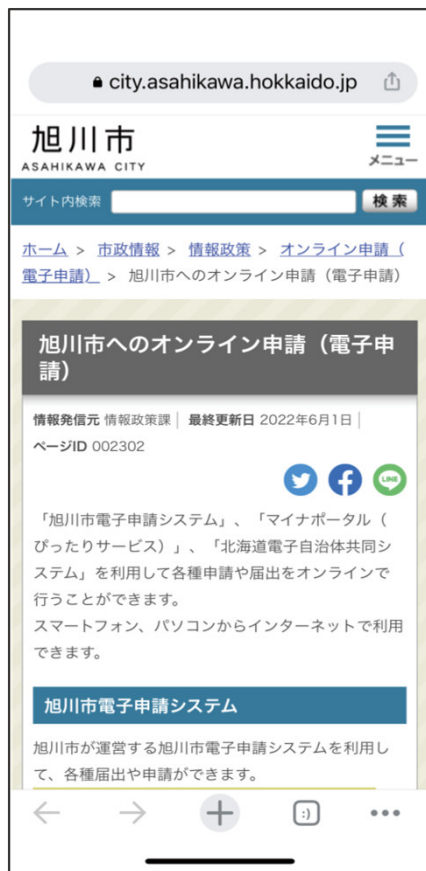 city.asahikawa.hokkaido.jp
旭川市
ASAHIKAWA CITY
メニュー
サイト内検索
検索
ホーム > 市政情報 > 情報政策 > オンライン申請(
電子申請) > 旭川市へのオンライン申請(電子申請)
旭川市へのオンライン申請(電子申
請)
情報発信元 情報政策課| 最終更新日 2022年6月1日|
ページID 002302
LINE
「旭川市電子申請システム」、「マイナポータル(
ぴったりサービス)」、「北海道電子自治体共同シ
ステム」を利用して各種申請や届出をオンラインで
行うことができます。
スマートフォン、パソコンからインターネットで利用
できます。
旭川市電子申請システム
旭川市が運営する旭川市電子申請システムを利用し
て、各種届出や申請ができます。
:)